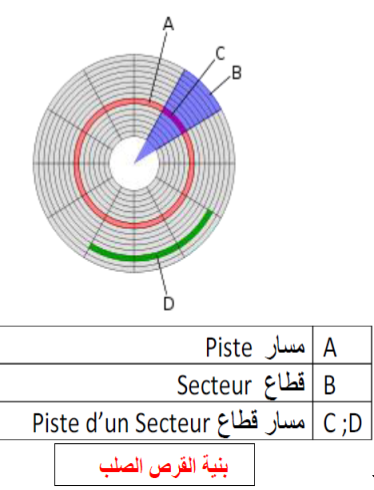 A
C
B
D
A مسار Piste
B قطاع Secteur
C ;D مسار قطاع Piste d’un Secteur
بنية القرص الصلب
.